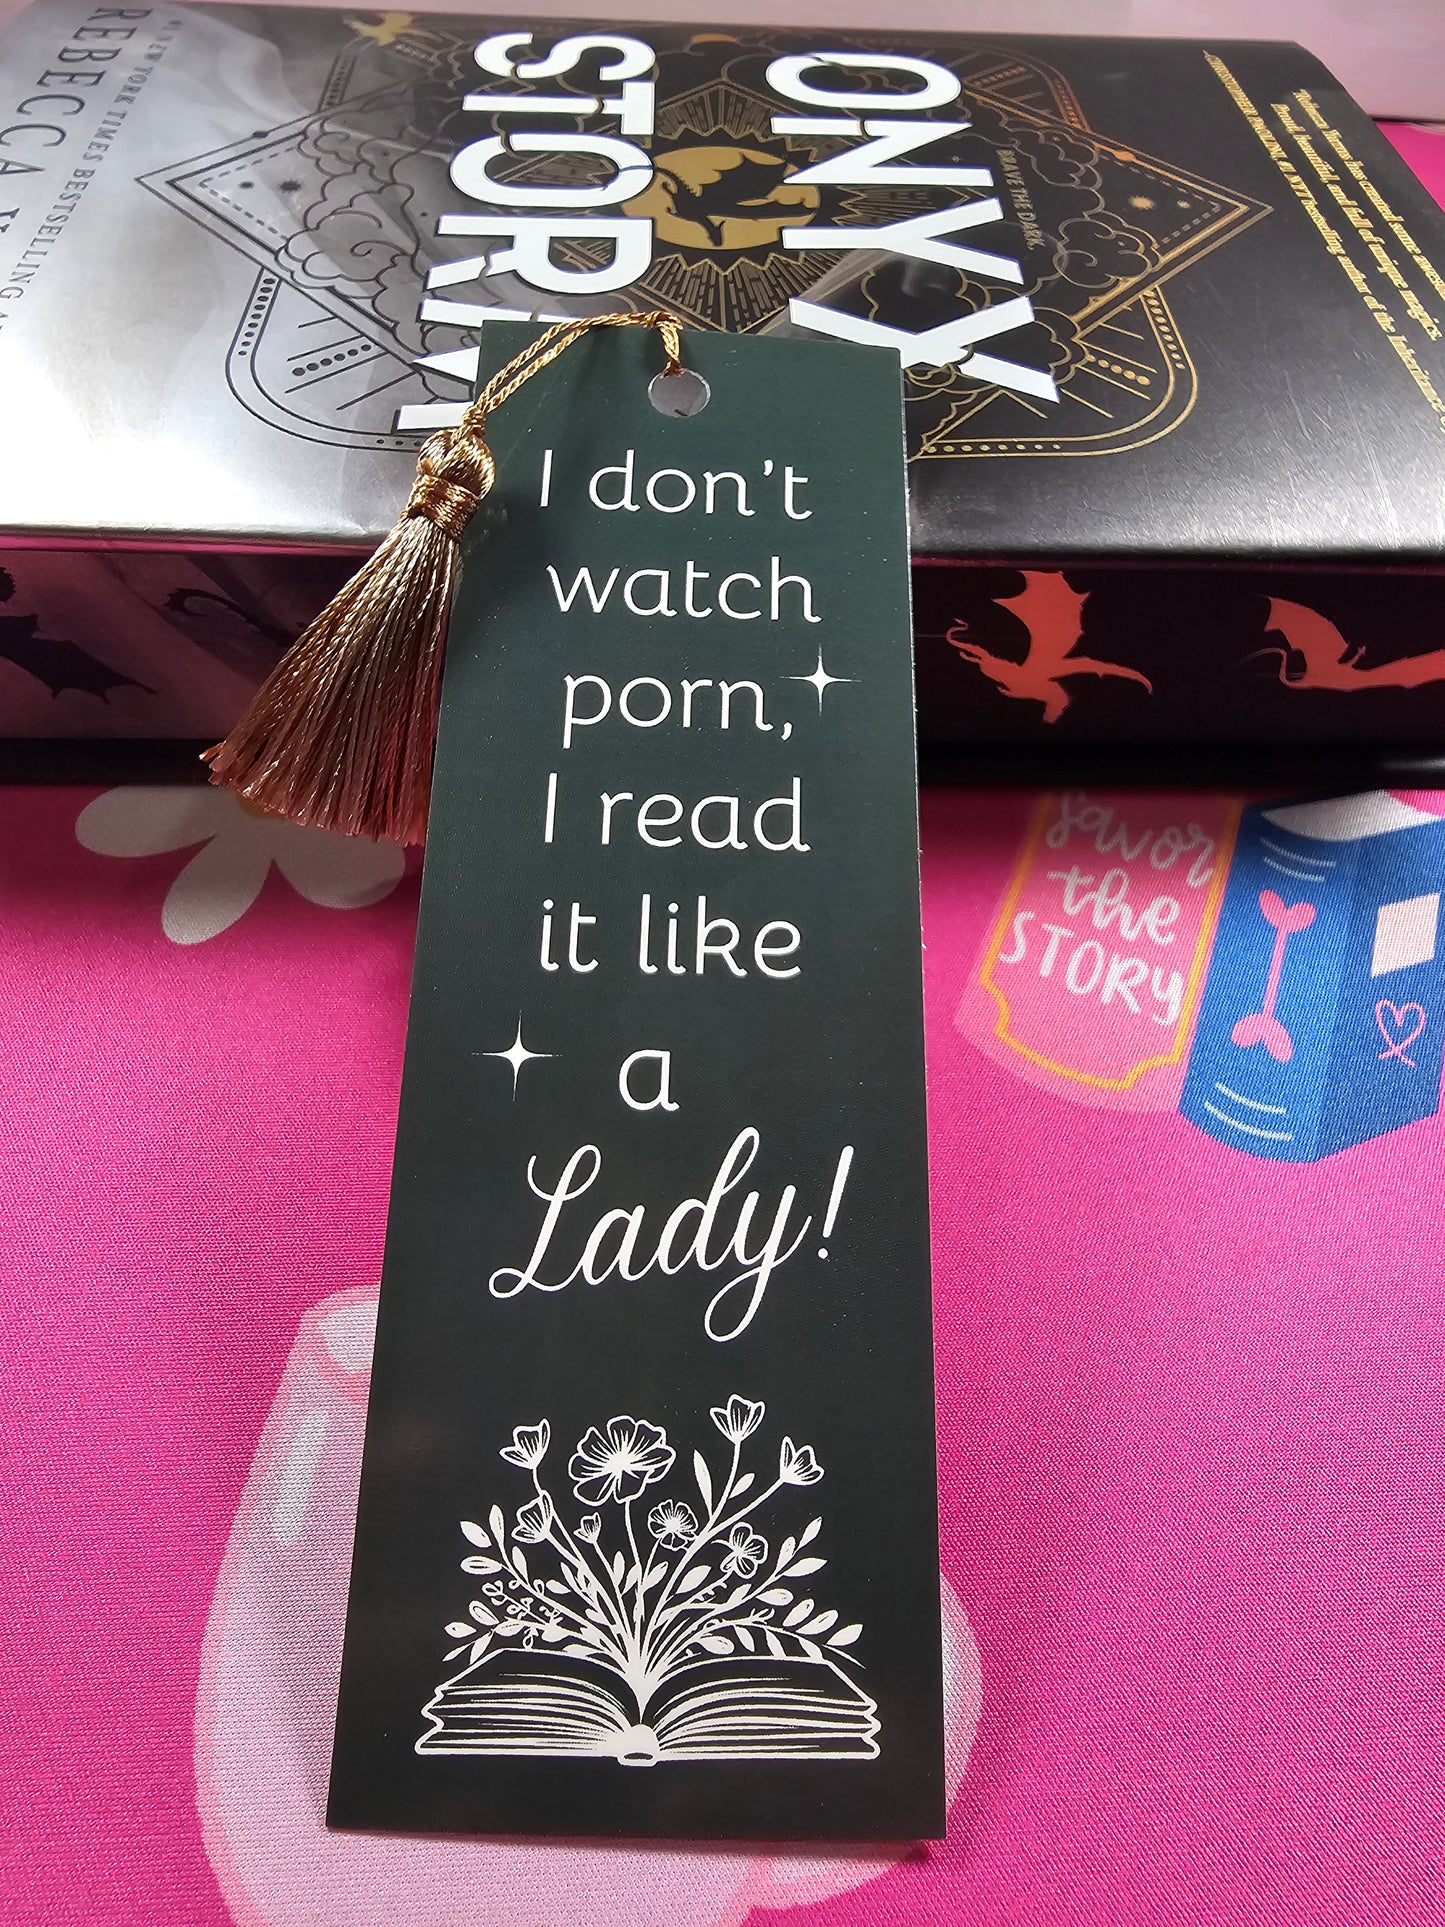 I don't
watch
porn,
I read
it like
a
Lady!
ONYX
STOR
BRAVE THE DARK
NEW YORK TIMES BESTSELLING
REBECCA
Savor
the
STORY